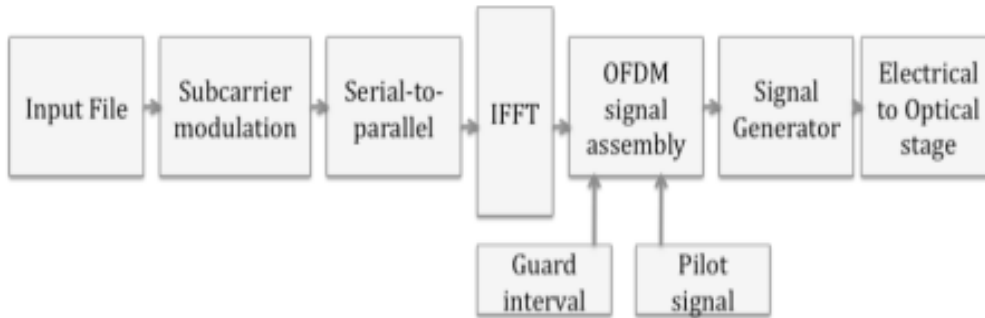 Input File
Subcarrier
modulation
Serial-to-
parallel
IFFT
OFDM
signal
assembly
Signal
Generator
Electrical
to Optical
stage
Guard
interval
Pilot
signal